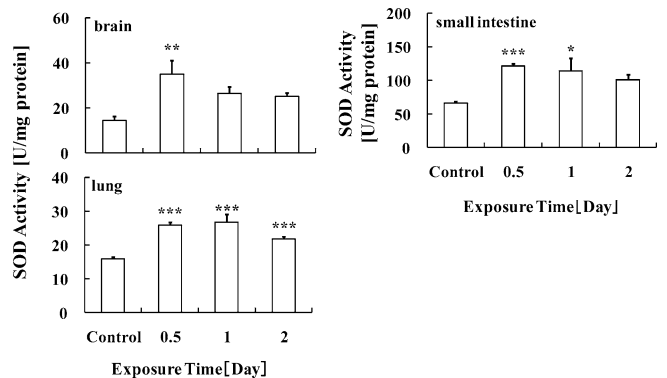 brain
60
40
20
0
**
SOD Activity [U/mg protein]
lung
40
30
20
10
0
***
***
***
Control 0.5 1 2
Exposure Time[Day]
small intestine
200
150
100
50
0
***
*
SOD Activity
[U/mg protein]
Control 0.5 1 2
Exposure Time[Day]